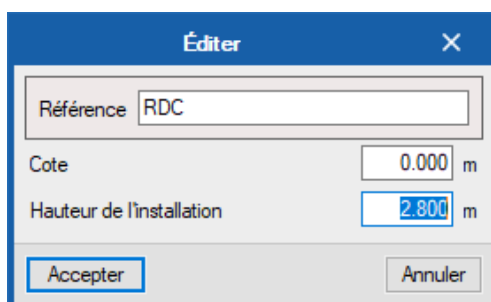 Éditer
Référence RDC
Cote 0.000 m
Hauteur de l'installation 2.800 m
Accepter Annuler